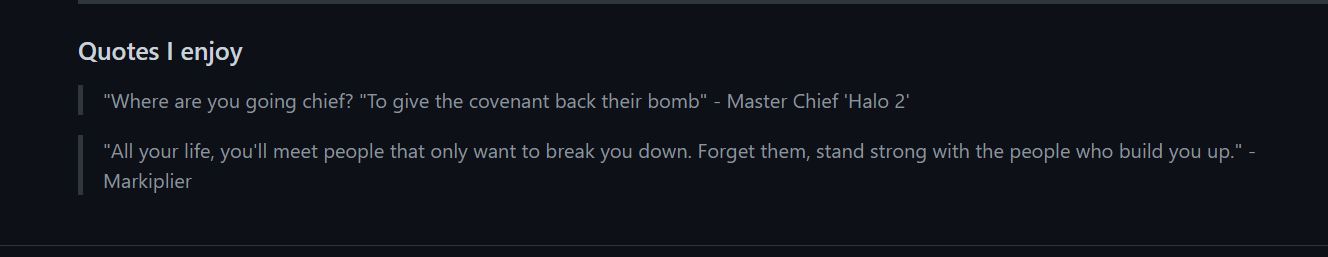 Quotes I enjoy
"Where are you going chief? "To give the covenant back their bomb" - Master Chief 'Halo 2'
"All your life, you'll meet people that only want to break you down. Forget them, stand strong with the people who build you up." -
Markiplier